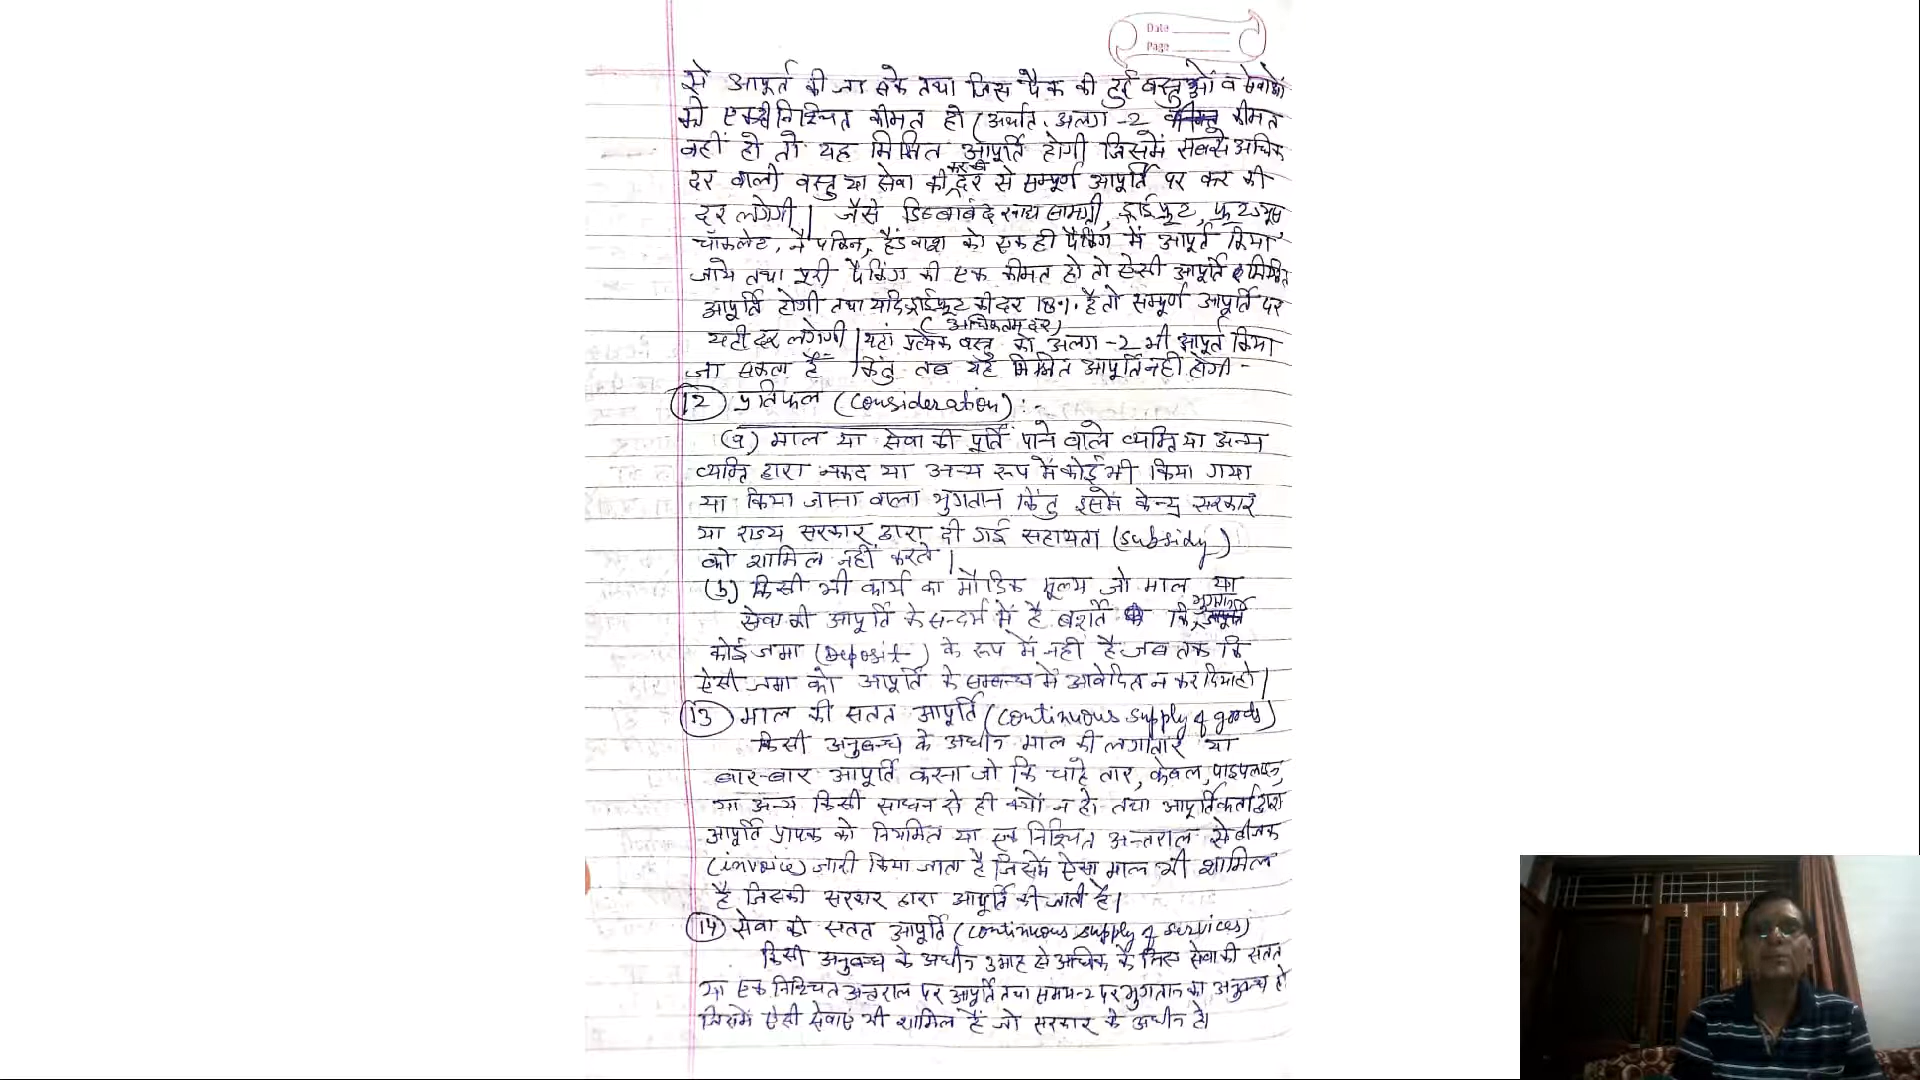 Date
Page
से आपूर्त की जा सके तथा जिस पैक की हुई वस्तुओं व सेवाओं
की एक ही निश्चित कीमत हो (अर्थात् अलग-2 कीमत
नहीं हो तो यह मिश्रित आपूर्ति होगी जिसमें सबसे अधिक
दर वाली वस्तु या सेवा की कर की दर से सम्पूर्ण आपूर्ति पर कर की
दर लगेगी। जैसे डिब्बाबंद खाद्य सामग्री, ड्राईफ्रूट, फ्रूटज्यूस,
चॉकलेट, नैपकिन, हैंडवाश को एक ही पैकिंग में आपूर्त किया
जाये तथा पूरी पैकिंग की एक कीमत हो तो ऐसी आपूर्ति मिश्रित
आपूर्ति होगी तथा यदि ड्राईफ्रूट की दर 18%. है तो सम्पूर्ण आपूर्ति पर
यही दर लगेगी। (अधिकतम दर) यहां प्रत्येक वस्तु को अलग-2 भी आपूर्त किया
जा सकता है किंतु तब यह मिश्रित आपूर्ति नहीं होगी-
(12) प्रतिफल (Consideration) :-
(a) माल या सेवा की पूर्ति पाने वाले व्यक्ति या अन्य
व्यक्ति द्वारा नकद या अन्य रूप में कोई भी किया गया
या किया जाना वाला भुगतान किंतु इसमें केन्द्र सरकार
या राज्य सरकार द्वारा दी गई सहायता (Subsidy)
को शामिल नहीं करते।
(b) किसी भी कार्य का मौद्रिक मूल्य जो माल या
सेवा की आपूर्ति के सन्दर्भ में है बशर्ते कि भुगतान
कोई जमा (Deposit) के रूप में नहीं है जब तक कि
ऐसी जमा को आपूर्ति के सम्बन्ध में आवेदित न कर दिया हो।
(13) माल की सतत आपूर्ति (Continuous supply of goods)
किसी अनुबन्ध के अधीन माल की लगातार या
बार-बार आपूर्ति करना जो कि चाहे तार, केबल, पाइपलाइन,
या अन्य किसी साधन से ही क्यों न हो तथा आपूर्तिकर्ता द्वारा
आपूर्ति प्रापक को नियमित या एक निश्चित अन्तराल से बीजक
(invoice) जारी किया जाता है जिसमें ऐसा माल भी शामिल
है जिसकी सरकार द्वारा आपूर्ति की जाती है।
(14) सेवा की सतत आपूर्ति (Continuous supply of services)
किसी अनुबन्ध के अधीन 3 माह से अधिक के लिए सेवा की सतत
या एक निश्चित अन्तराल पर आपूर्ति तथा समय-2 पर भुगतान का अनुबन्ध हो
जिसमें ऐसी सेवाएं भी शामिल हैं जो सरकार के अधीन हो।